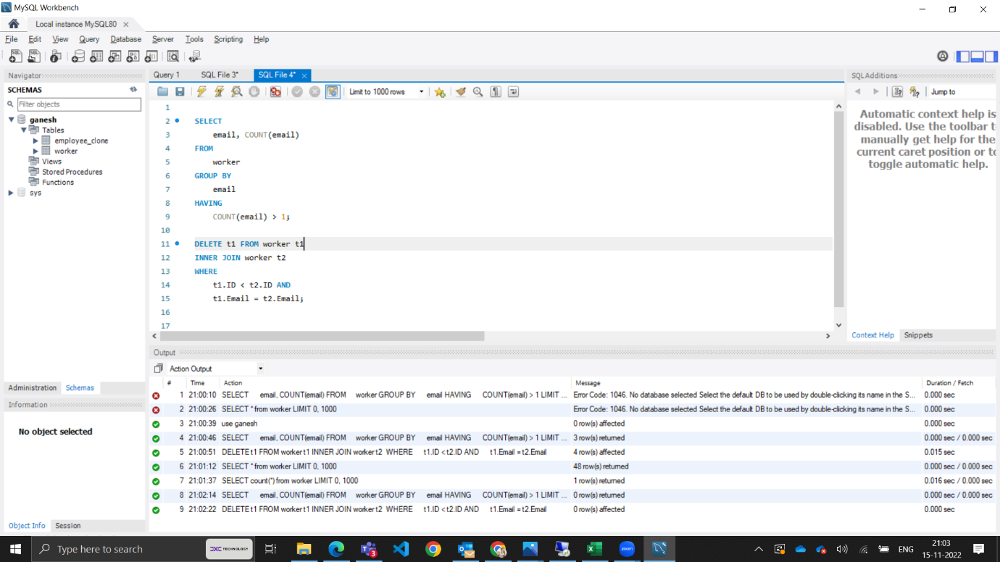 MySQL Workbench
Local instance MySQL80
File Edit View Query Database Server Tools Scripting Help
Navigator
SCHEMAS
Filter objects
ganesh
Tables
employee_clone
worker
Views
Stored Procedures
Functions
sys
Administration Schemas
Information
No object selected
Object Info Session
Query 1 SQL File 3* SQL File 4*
Limit to 1000 rows
1
2 SELECT
3 email, COUNT(email)
4 FROM
5 worker
6 GROUP BY
7 email
8 HAVING
9 COUNT(email) > 1;
10
11 DELETE t1 FROM worker t1
12 INNER JOIN worker t2
13 WHERE
14 t1.ID < t2.ID AND
15 t1.Email = t2.Email;
16
17
SQLAdditions
Jump to
Automatic context help is
disabled. Use the toolbar t
manually get help for the
current caret position or to
toggle automatic help.
Context Help Snippets
Output
Action Output
# Time Action Message Duration / Fetch
1 21:00:10 SELECT email, COUNT(email) FROM worker GROUP BY email HAVING COUNT(email) > 1 LIMIT ... Error Code: 1046. No database selected Select the default DB to be used by double-clicking its name in the S... 0.000 sec
2 21:00:26 SELECT * from worker LIMIT 0, 1000 Error Code: 1046. No database selected Select the default DB to be used by double-clicking its name in the S... 0.000 sec
3 21:00:39 use ganesh 0 row(s) affected 0.000 sec
4 21:00:46 SELECT email, COUNT(email) FROM worker GROUP BY email HAVING COUNT(email) > 1 LIMIT ... 3 row(s) returned 0.000 sec / 0.000 sec
5 21:00:51 DELETE t1 FROM worker t1 INNER JOIN worker t2 WHERE t1.ID < t2.ID AND t1.Email = t2.Email 4 row(s) affected 0.015 sec
6 21:01:12 SELECT * from worker LIMIT 0, 1000 48 row(s) returned 0.000 sec / 0.000 sec
7 21:01:37 SELECT count(*) from worker LIMIT 0, 1000 1 row(s) returned 0.016 sec / 0.000 sec
8 21:02:14 SELECT email, COUNT(email) FROM worker GROUP BY email HAVING COUNT(email) > 1 LIMIT ... 0 row(s) returned 0.000 sec / 0.000 sec
9 21:02:22 DELETE t1 FROM worker t1 INNER JOIN worker t2 WHERE t1.ID < t2.ID AND t1.Email = t2.Email 0 row(s) affected 0.000 sec
Type here to search
DXC TECHNOLOGY
3
zoom
ENG
21:03
15-11-2022